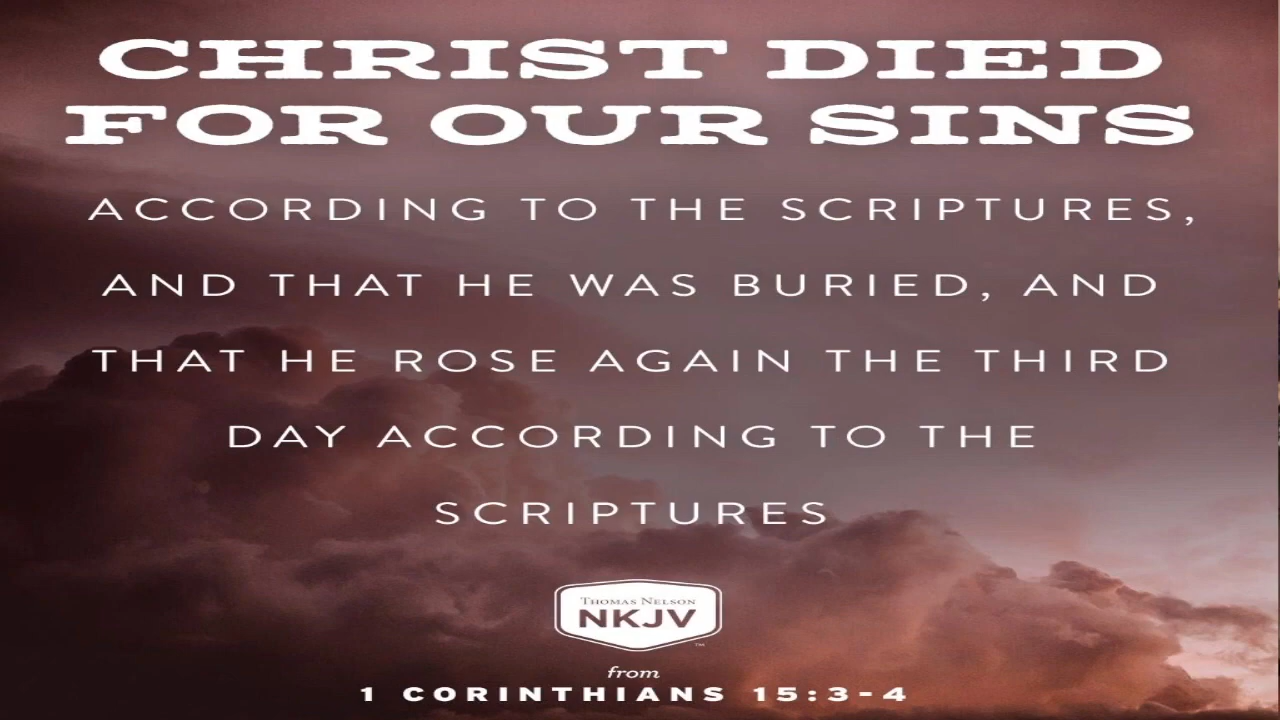 CHRIST DIED
FOR OUR SINS
ACCORDING TO THE SCRIPTURES,
AND THAT HE WAS BURIED, AND
THAT HE ROSE AGAIN THE THIRD
DAY ACCORDING TO THE
SCRIPTURES
THOMAS NELSON
NKJV
™
from
1 CORINTHIANS 15:3-4